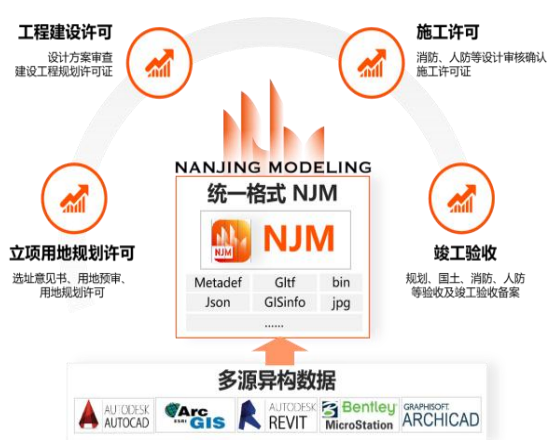 工程建设许可
设计方案审查
建设工程规划许可证
施工许可
消防、人防等设计审核确认
施工许可证
NANJING MODELING
统一格式 NJM
NJM
NJM
Metadef
Gltf
bin
Json
GISinfo
jpg
......
立项用地规划许可
选址意见书、用地预审、
用地规划许可
竣工验收
规划、国土、消防、人防
等验收及竣工验收备案
多源异构数据
AUTODESK
AUTOCAD
Arc
ESRI GIS
AUTODESK
REVIT
Bentley
MicroStation
GRAPHISOFT
ARCHICAD